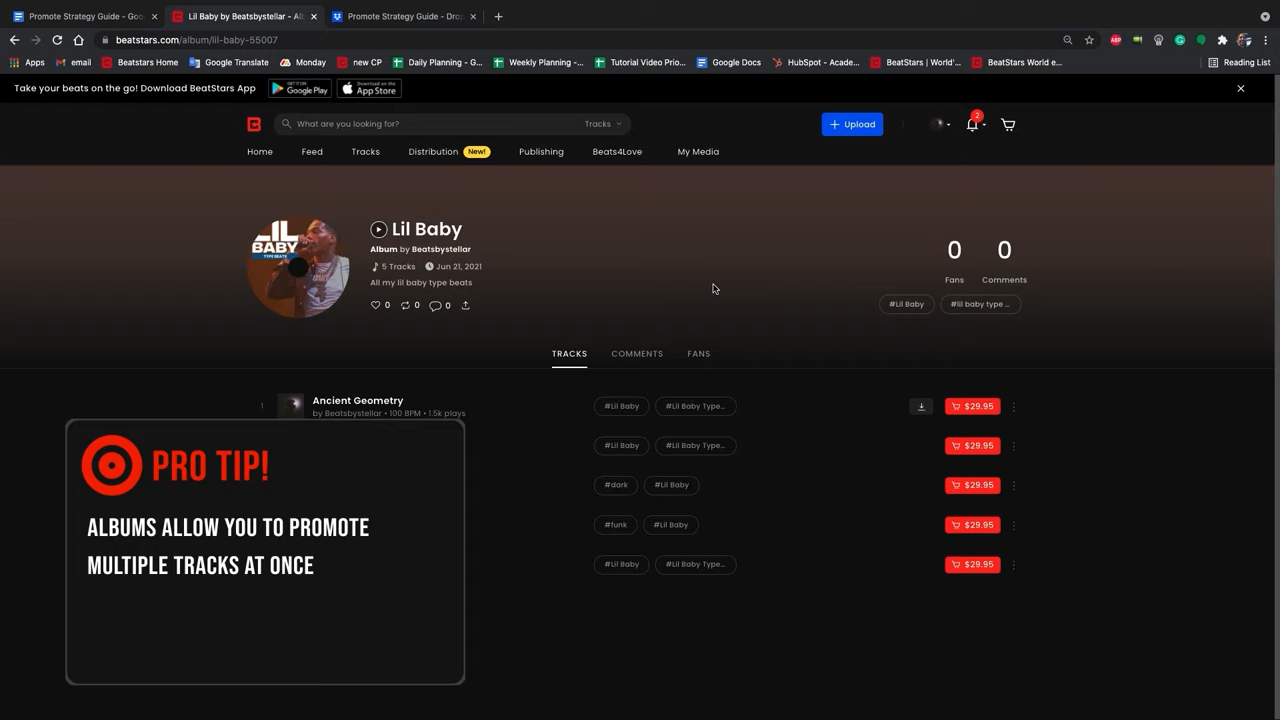 Promote Strategy Guide - Goo
Lil Baby by Beatsbystellar - Al
Promote Strategy Guide - Drop
beatstars.com/album/lil-baby-55007
Apps
email
Beatstars Home
Google Translate
Monday
new CP
Daily Planning - G...
Weekly Planning -...
Tutorial Video Prio...
Google Docs
HubSpot - Acade...
BeatStars | World'...
BeatStars World e...
Reading List
Take your beats on the go! Download BeatStars App
GET IT ON
Google Play
Download on the
App Store
What are you looking for?
Tracks
Upload
2
Home
Feed
Tracks
Distribution
New!
Publishing
Beats4Love
My Media
LIL
BABY
TYPE BEATS
Lil Baby
Album by Beatsbystellar
5 Tracks
Jun 21, 2021
All my lil baby type beats
0
0
0
0
0
Fans
Comments
#Lil Baby
#lil baby type ...
TRACKS
COMMENTS
FANS
1
Ancient Geometry
by Beatsbystellar • 100 BPM • 1.5k plays
#Lil Baby
#Lil Baby Type...
$29.95
#Lil Baby
#Lil Baby Type...
$29.95
#dark
#Lil Baby
$29.95
#funk
#Lil Baby
$29.95
#Lil Baby
#Lil Baby Type...
$29.95
PRO TIP!
ALBUMS ALLOW YOU TO PROMOTE
MULTIPLE TRACKS AT ONCE